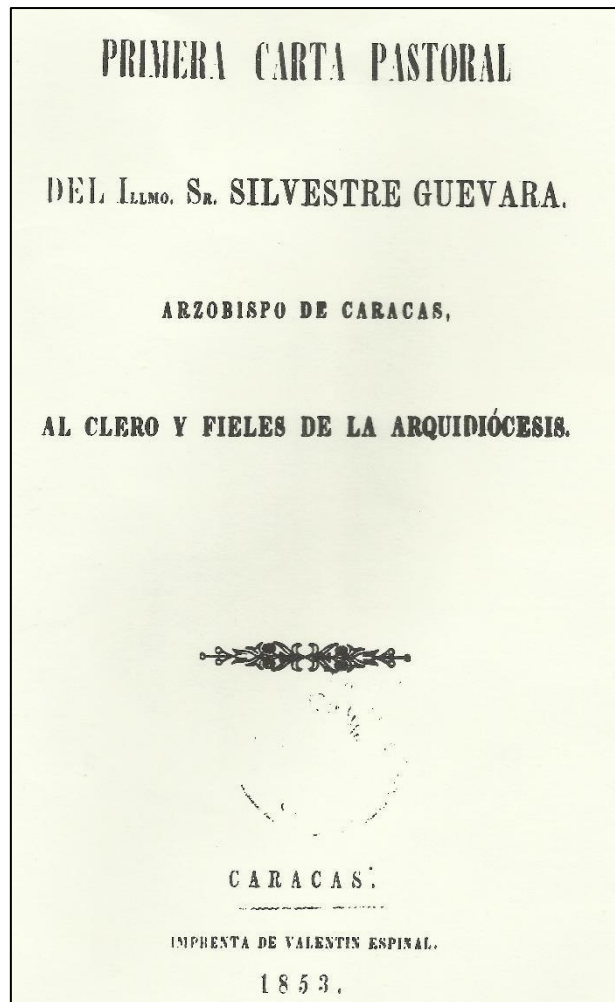 PRIMERA CARTA PASTORAL
DEL ILLMO. SR. SILVESTRE GUEVARA.
ARZOBISPO DE CARACAS,
AL CLERO Y FIELES DE LA ARQUIDIÓCESIS.
CARACAS.
IMPRENTA DE VALENTIN ESPINAL.
1853.